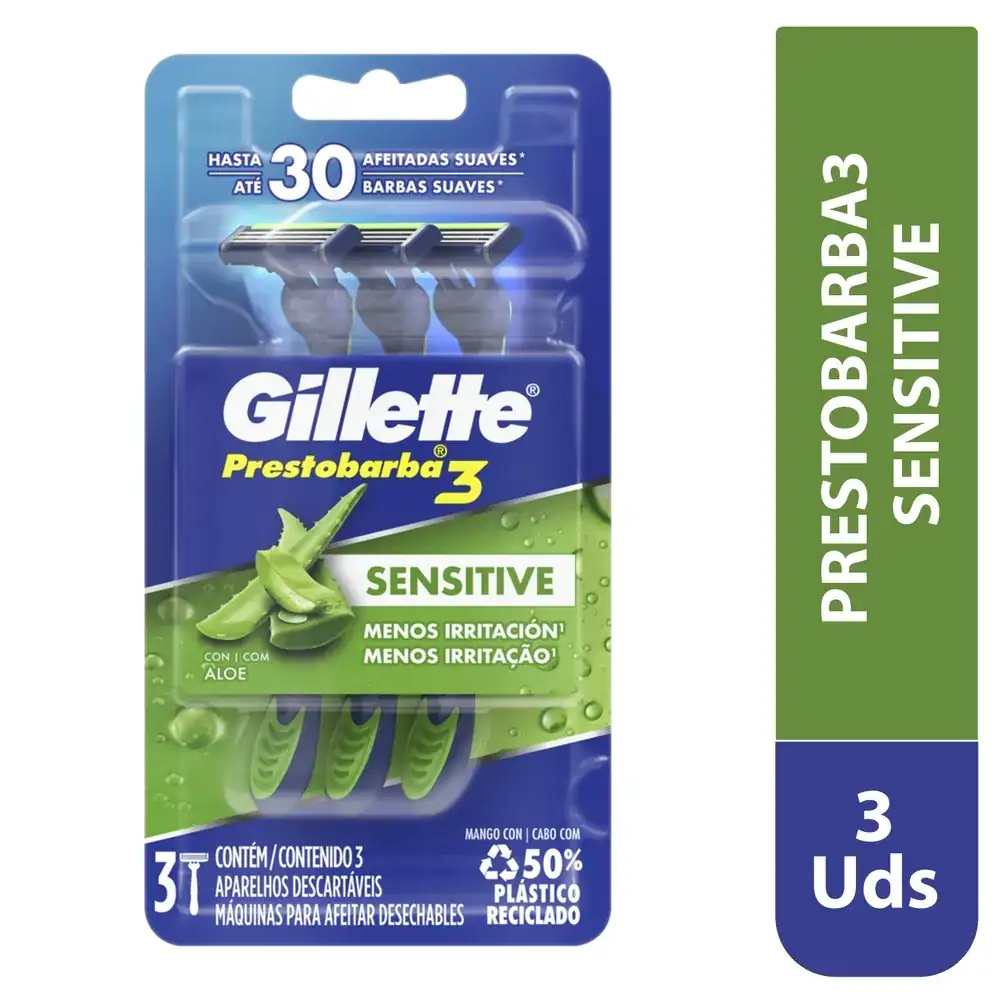 HASTA 30 AFEITADAS SUAVES*
ATÉ BARBAS SUAVES*
Gillette®
Prestobarba®3
SENSITIVE
MENOS IRRITACIÓN¹
MENOS IRRITAÇÃO¹
CON | COM
ALOE
3 CONTÉM/CONTENIDO 3
APARELHOS DESCARTÁVEIS
MÁQUINAS PARA AFEITAR DESECHABLES
MANGO CON | CABO COM
50%
PLÁSTICO
RECICLADO
PRESTOBARBA3
SENSITIVE
3
Uds